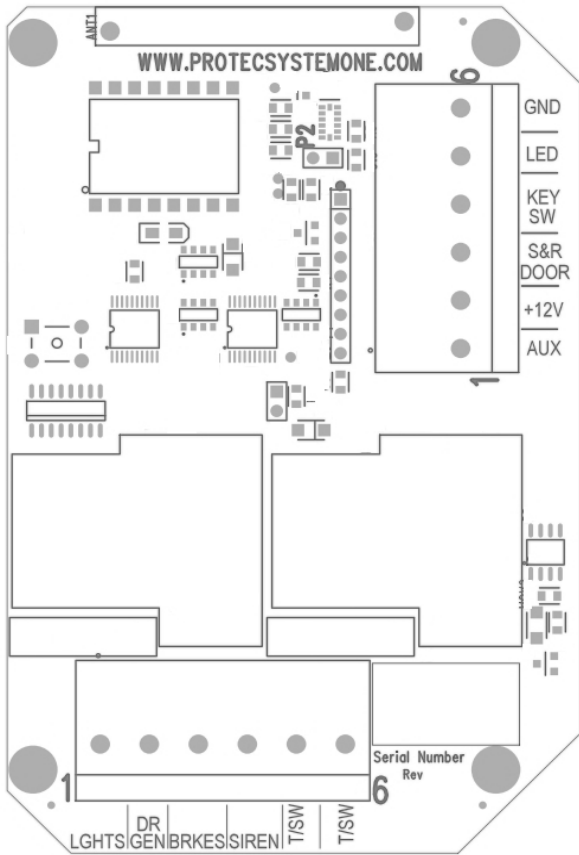 ANT1
WWW.PROTECSYSTEMONE.COM
6
GND
P2
LED
KEY
SW
S&R
DOOR
+12V
AUX
1
Serial Number
Rev
1
6
LGHTS
DR
GEN
BRKES
SIREN
T/SW
T/SW